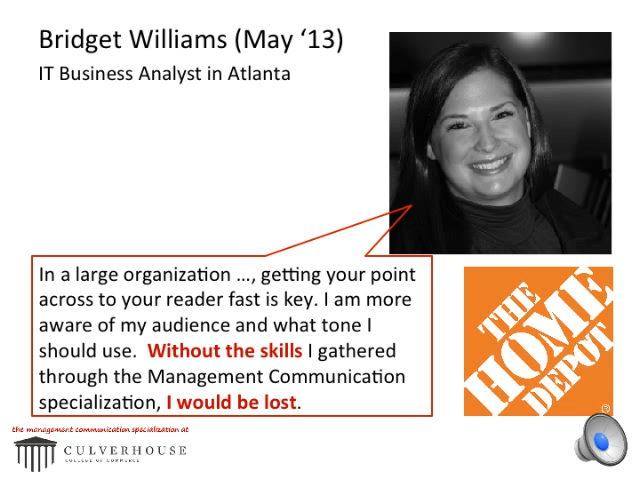 Bridget Williams (May ‘13)
IT Business Analyst in Atlanta
In a large organization …, getting your point
across to your reader fast is key. I am more
aware of my audience and what tone I
should use.  Without the skills I gathered
through the Management Communication
specialization, I would be lost.
THE
HOME
DEPOT
®
the management communication specialization at
CULVERHOUSE
COLLEGE OF COMMERCE